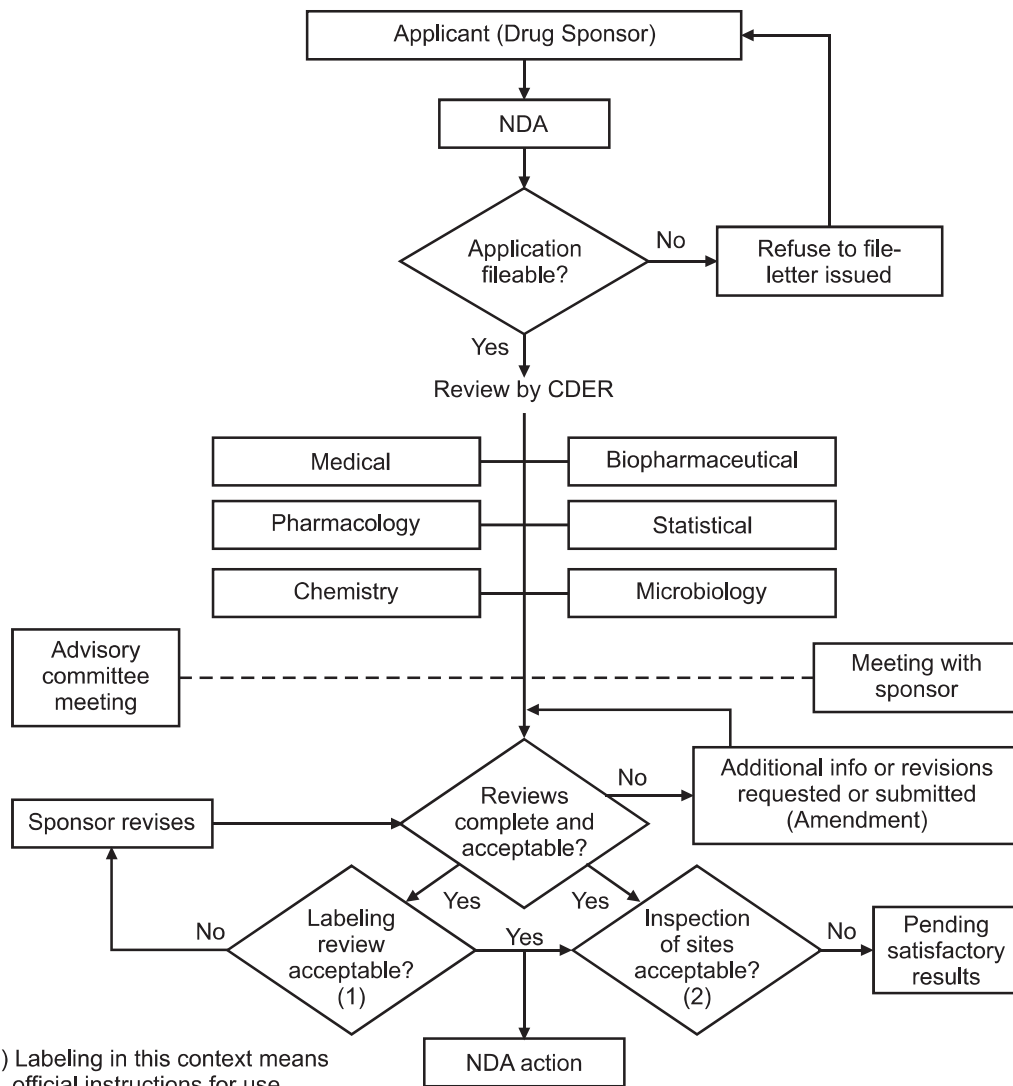 Applicant (Drug Sponsor)
NDA
Application
fileable?
No
Refuse to file-
letter issued
Yes
Review by CDER
Medical
Biopharmaceutical
Pharmacology
Statistical
Chemistry
Microbiology
Advisory
committee
meeting
Meeting with
sponsor
Reviews
complete and
acceptable?
No
Additional info or revisions
requested or submitted
(Amendment)
Sponsor revises
Yes
Yes
No
Labeling
review
acceptable?
(1)
Yes
Inspection
of sites
acceptable?
(2)
No
Pending
satisfactory
results
NDA action
) Labeling in this context means
official instructions for use